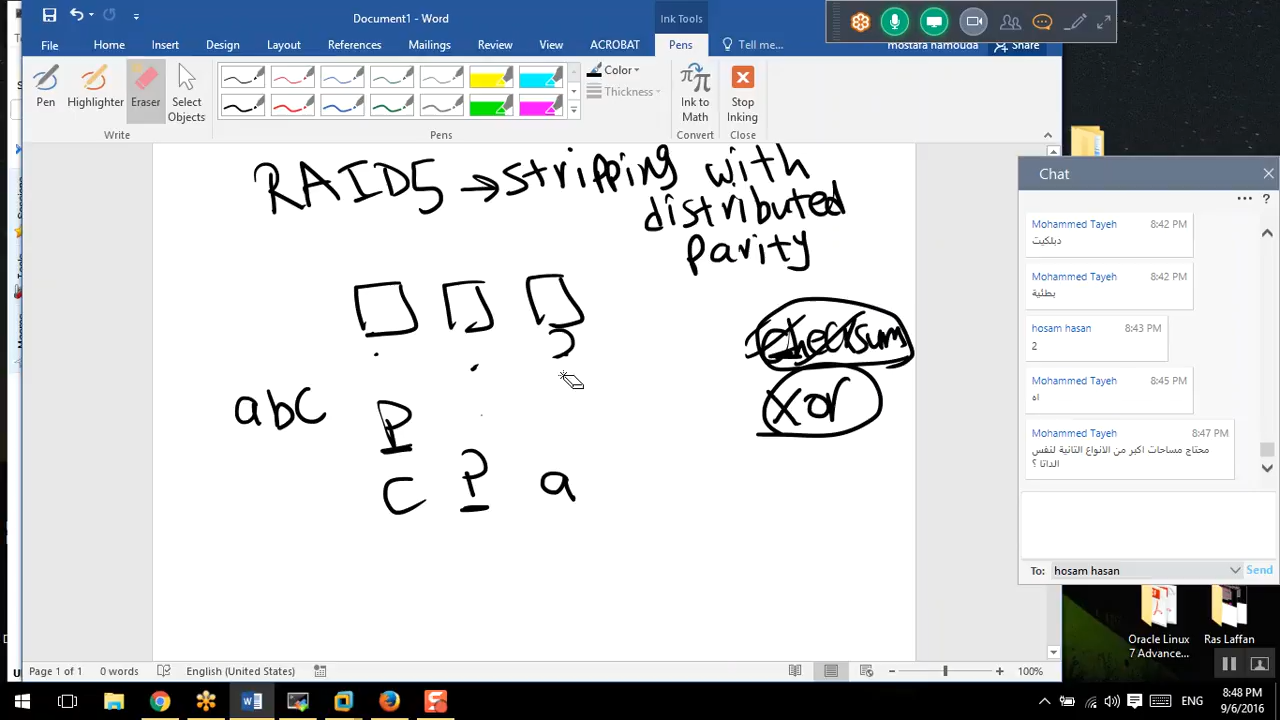 Document1 - Word
Ink Tools
File
Home
Insert
Design
Layout
References
Mailings
Review
View
ACROBAT
Pens
Tell me...
mostafa hamouda
Share
Pen
Highlighter
Eraser
Select
Objects
Color
Thickness
Ink to
Math
Stop
Inking
Write
Pens
Convert
Close
RAID5 → stripping with
distributed
parity
checksum
xor
abc
P
C P a
Chat
Mohammed Tayeh 8:42 PM
دبلكيت
Mohammed Tayeh 8:42 PM
بطئية
hosam hasan 8:43 PM
2
Mohammed Tayeh 8:45 PM
اه
Mohammed Tayeh 8:47 PM
محتاج مساحات اكبر من الانواع التانية لنفس
الداتا ؟
To: hosam hasan Send
Oracle Linux
7 Advance...
Ras Laffan
Page 1 of 1
0 words
English (United States)
100%
ENG
8:48 PM
9/6/2016